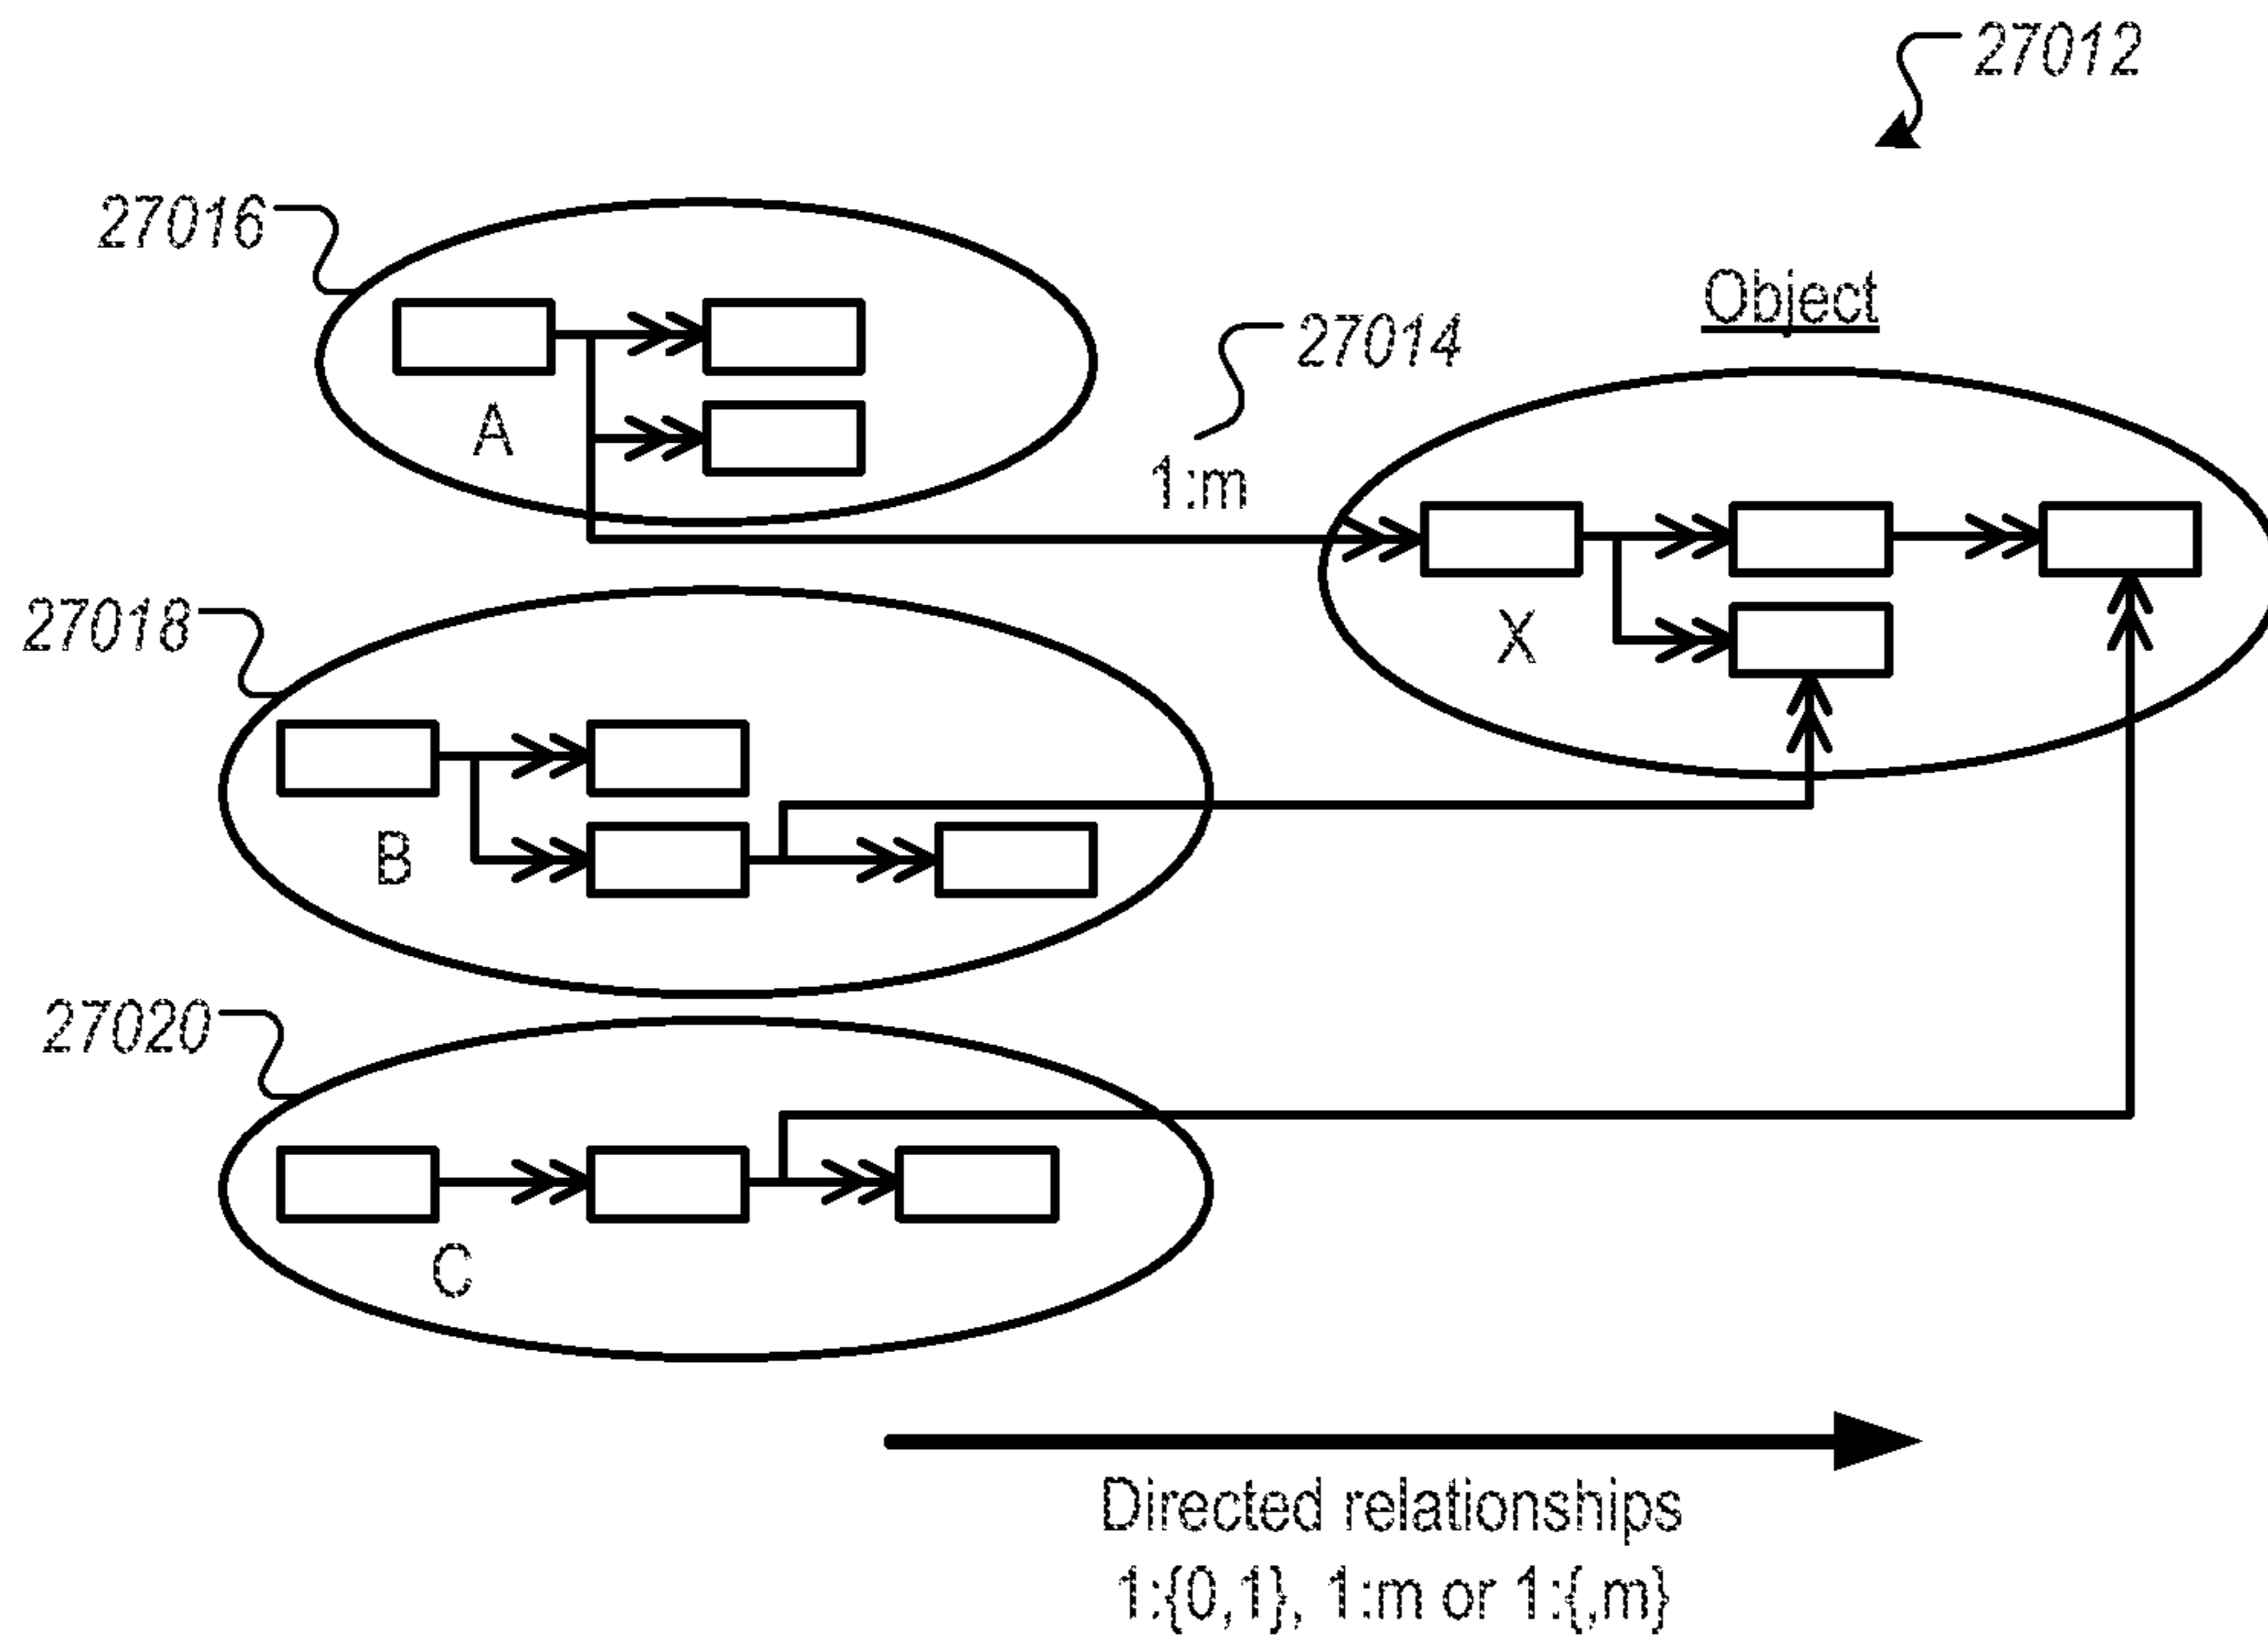 27012
27016
Object
27014
A
1:m
27018
X
B
27020
C
Directed relationships
1:{0,1}, 1:m or 1:{,m}